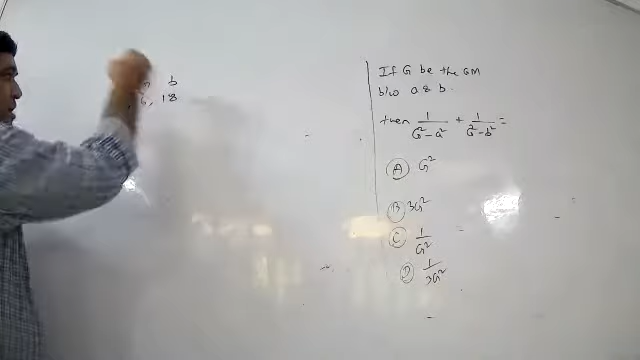 b
, 18
If G be the GM
b/w a & b.
then 1/(G²-a²) + 1/(G²-b²) =
(A) G²
(B) 3G²
(C) 1/G²
(D) 1/3G²